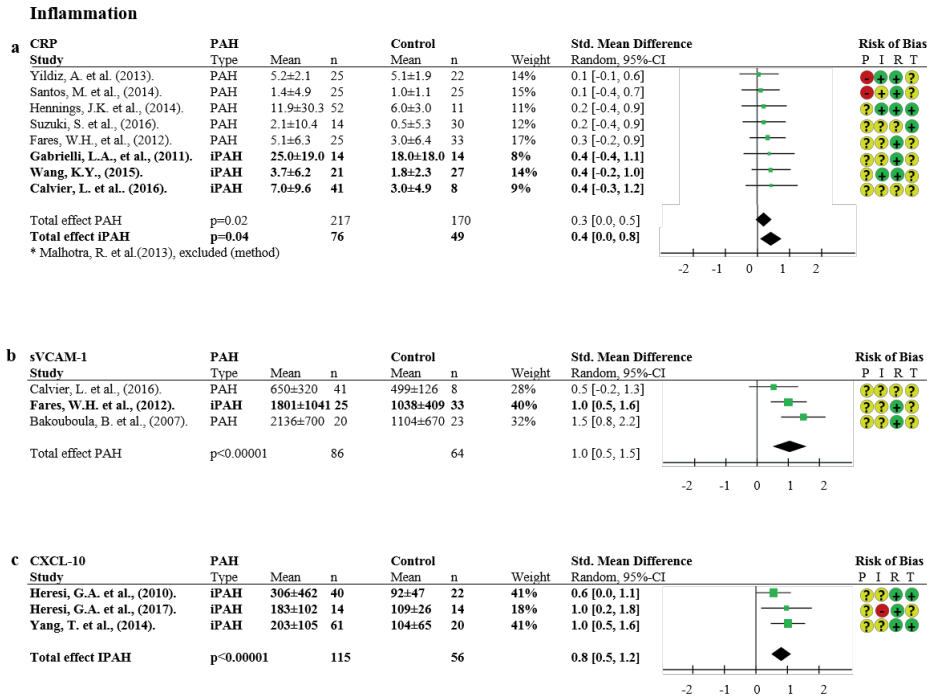 Inflammation
a CRP PAH Control Std. Mean Difference Risk of Bias
Study Type Mean n Mean n Weight Random, 95%-CI P I R T
Yildiz, A. et al. (2013). PAH 5.2±2.1 25 5.1±1.9 22 14% 0.1 [-0.1, 0.6] - + + ?
Santos, M. et al., (2014). PAH 1.4±4.9 25 1.0±1.1 25 15% 0.1 [-0.4, 0.7] - + + ?
Hennings, J.K. et al., (2014). PAH 11.9±30.3 52 6.0±3.0 11 11% 0.2 [-0.4, 0.9] ? + + +
Suzuki, S. et al., (2016). PAH 2.1±10.4 14 0.5±5.3 30 12% 0.2 [-0.4, 0.9] ? ? ? +
Fares, W.H., et al., (2012). PAH 5.1±6.3 25 3.0±6.4 33 17% 0.3 [-0.2, 0.9] ? ? + ?
Gabrielli, L.A., et al., (2011). iPAH 25.0±19.0 14 18.0±18.0 14 8% 0.4 [-0.4, 1.1] ? ? + ?
Wang, K.Y., (2015). iPAH 3.7±6.2 21 1.8±2.3 27 14% 0.4 [-0.2, 1.0] ? + + ?
Calvier, L. et al.. (2016). iPAH 7.0±9.6 41 3.0±4.9 8 9% 0.4 [-0.3, 1.2] ? ? ? ?
Total effect PAH p=0.02 217 170 0.3 [0.0, 0.5]
Total effect iPAH p=0.04 76 49 0.4 [0.0, 0.8]
* Malhotra, R. et al.(2013), excluded (method)
-2 -1 0 1 2
b sVCAM-1 PAH Control Std. Mean Difference Risk of Bias
Study Type Mean n Mean n Weight Random, 95%-CI P I R T
Calvier, L. et al., (2016). PAH 650±320 41 499±126 8 28% 0.5 [-0.2, 1.3] ? ? ? ?
Fares, W.H. et al., (2012). iPAH 1801±1041 25 1038±409 33 40% 1.0 [0.5, 1.6] ? ? + ?
Bakouboula, B. et al., (2007). PAH 2136±700 20 1104±670 23 32% 1.5 [0.8, 2.2] ? ? + ?
Total effect PAH p<0.00001 86 64 1.0 [0.5, 1.5]
-2 -1 0 1 2
c CXCL-10 PAH Control Std. Mean Difference Risk of Bias
Study Type Mean n Mean n Weight Random, 95%-CI P I R T
Heresi, G.A. et al., (2010). iPAH 306±462 40 92±47 22 41% 0.6 [0.0, 1.1] ? ? + +
Heresi, G.A. et al., (2017). iPAH 183±102 14 109±26 14 18% 1.0 [0.2, 1.8] ? - + ?
Yang, T. et al., (2014). iPAH 203±105 61 104±65 20 41% 1.0 [0.5, 1.6] ? ? + +
Total effect IPAH p<0.00001 115 56 0.8 [0.5, 1.2]
-2 -1 0 1 2